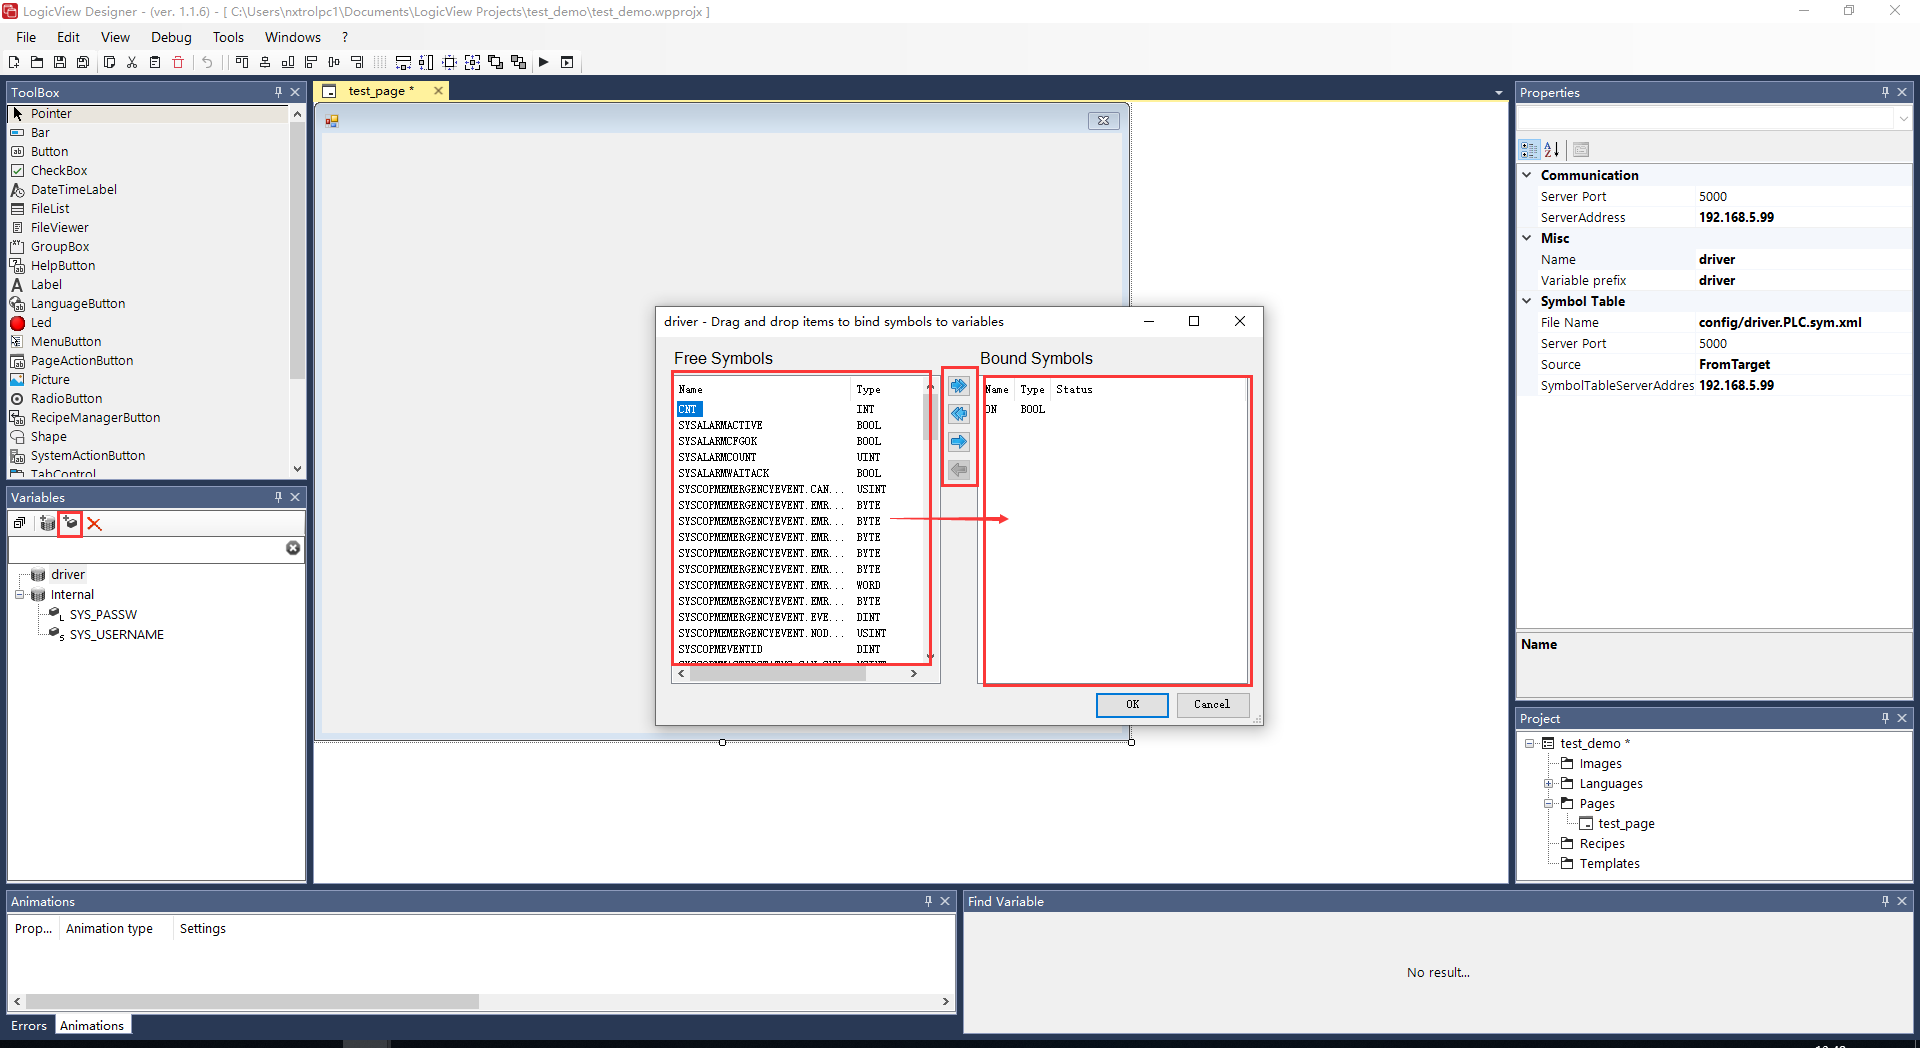 LogicView Designer - (ver. 1.1.6) - [ C:\Users\nxtrolpc1\Documents\LogicView Projects\test_demo\test_demo.wpprojx ]
File Edit View Debug Tools Windows ?
ToolBox
Pointer
Bar
Button
CheckBox
DateTimeLabel
FileList
FileViewer
GroupBox
HelpButton
Label
LanguageButton
Led
MenuButton
PageActionButton
Picture
RadioButton
RecipeManagerButton
Shape
SystemActionButton
TabControl
Variables
driver
Internal
SYS_PASSW
SYS_USERNAME
test_page *
driver - Drag and drop items to bind symbols to variables
Free Symbols
Name Type
CNT INT
SYSALARMACTIVE BOOL
SYSALARMCFGOK BOOL
SYSALARMCOUNT UINT
SYSALARMWAITACK BOOL
SYSCOPMEMERGENCYEVENT.CAN... USINT
SYSCOPMEMERGENCYEVENT.EMR... BYTE
SYSCOPMEMERGENCYEVENT.EMR... BYTE
SYSCOPMEMERGENCYEVENT.EMR... BYTE
SYSCOPMEMERGENCYEVENT.EMR... BYTE
SYSCOPMEMERGENCYEVENT.EMR... BYTE
SYSCOPMEMERGENCYEVENT.EMR... WORD
SYSCOPMEMERGENCYEVENT.EMR... BYTE
SYSCOPMEMERGENCYEVENT.EVE... DINT
SYSCOPMEMERGENCYEVENT.NOD... USINT
SYSCOPMEVENTID DINT
Bound Symbols
Name Type Status
ON BOOL
OK Cancel
Properties
Communication
Server Port 5000
ServerAddress 192.168.5.99
Misc
Name driver
Variable prefix driver
Symbol Table
File Name config/driver.PLC.sym.xml
Server Port 5000
Source FromTarget
SymbolTableServerAddres 192.168.5.99
Name
Project
test_demo *
Images
Languages
Pages
test_page
Recipes
Templates
Animations
Prop... Animation type Settings
Errors Animations
Find Variable
No result...